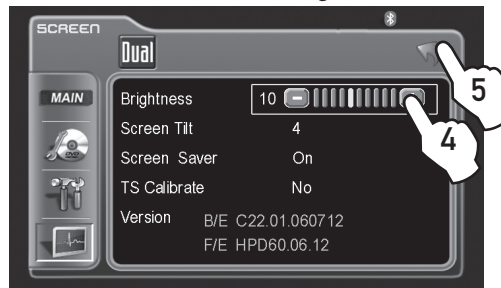 SCREEN
Dual
MAIN
Brightness 10
Screen Tilt 4
Screen Saver On
TS Calibrate No
Version B/E C22.01.060712
F/E HPD60.06.12
4
5